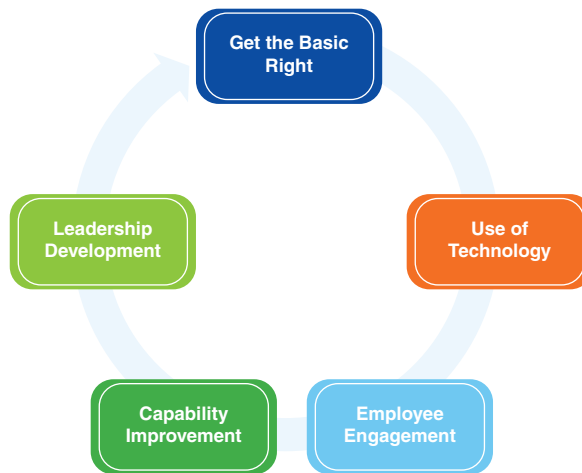 Get the Basic
Right
Use of
Technology
Employee
Engagement
Capability
Improvement
Leadership
Development